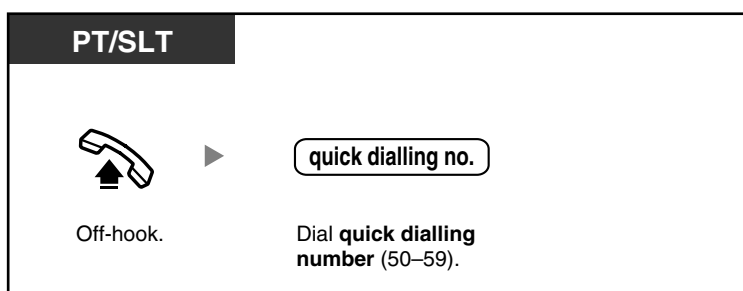 PT/SLT
quick dialling no.
Off-hook.
Dial quick dialling
number (50–59).